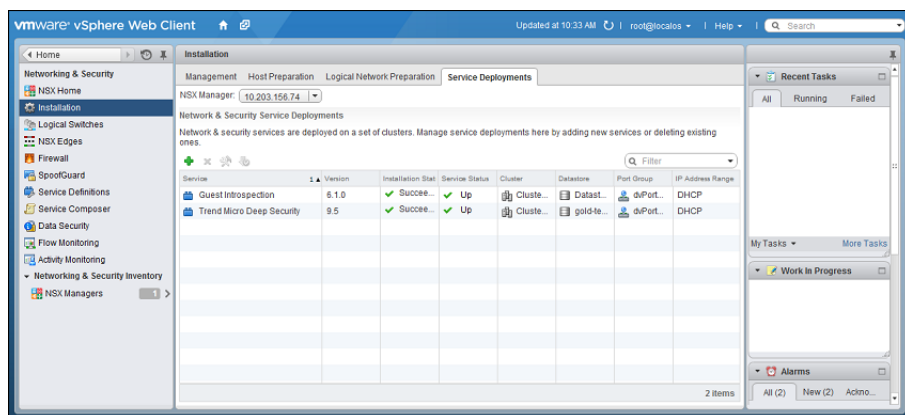 vmware® vSphere Web Client
Updated at 10:33 AM | root@localos | Help | Search
Home
Networking & Security
NSX Home
Installation
Logical Switches
NSX Edges
Firewall
SpoofGuard
Service Definitions
Service Composer
Data Security
Flow Monitoring
Activity Monitoring
Networking & Security Inventory
NSX Managers 1
Installation
Management Host Preparation Logical Network Preparation Service Deployments
NSX Manager: 10.203.156.74
Network & Security Service Deployments
Network & security services are deployed on a set of clusters. Manage service deployments here by adding new services or deleting existing
ones.
Filter
Service 1 Version Installation Stat Service Status Cluster Datastore Port Group IP Address Range
Guest Introspection 6.1.0 Succee... Up Cluste... Datast... dvPort... DHCP
Trend Micro Deep Security 9.5 Succee... Up Cluste... gold-te... dvPort... DHCP
2 items
Recent Tasks
All Running Failed
My Tasks More Tasks
Work In Progress
Alarms
All (2) New (2) Ackno...